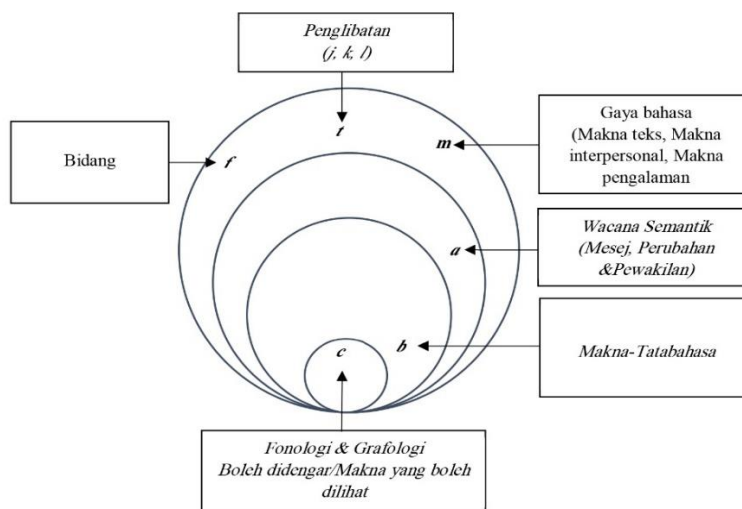 Penglibatan
(j, k, l)
Bidang
t
m
f
Gaya bahasa
(Makna teks, Makna
interpersonal, Makna
pengalaman
a
Wacana Semantik
(Mesej, Perubahan
&Pewakilan)
c
b
Makna-Tatabahasa
Fonologi & Grafologi
Boleh didengar/Makna yang boleh
dilihat